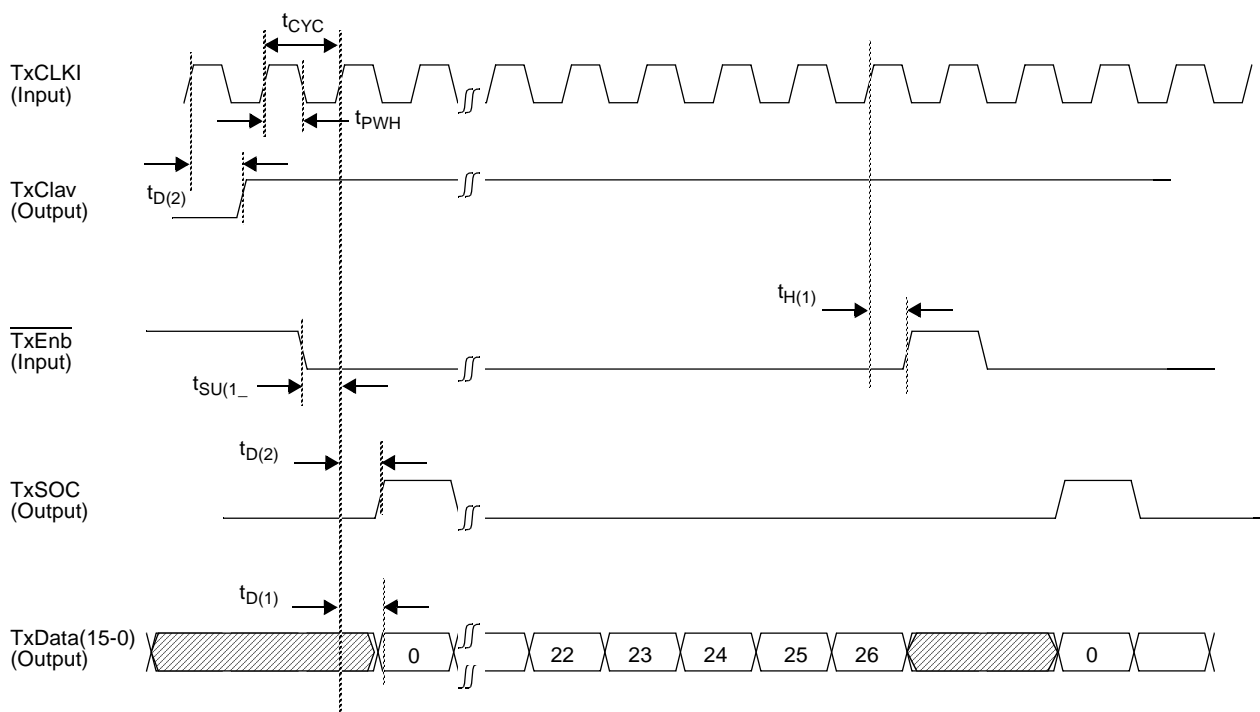 tCYC
TxCLKI
(Input)
tPWH
TxClav
(Output)
tD(2)
tH(1)
TxEnb
(Input)
tSU(1_
tD(2)
TxSOC
(Output)
tD(1)
TxData(15-0)
(Output)
0 22 23 24 25 26 0